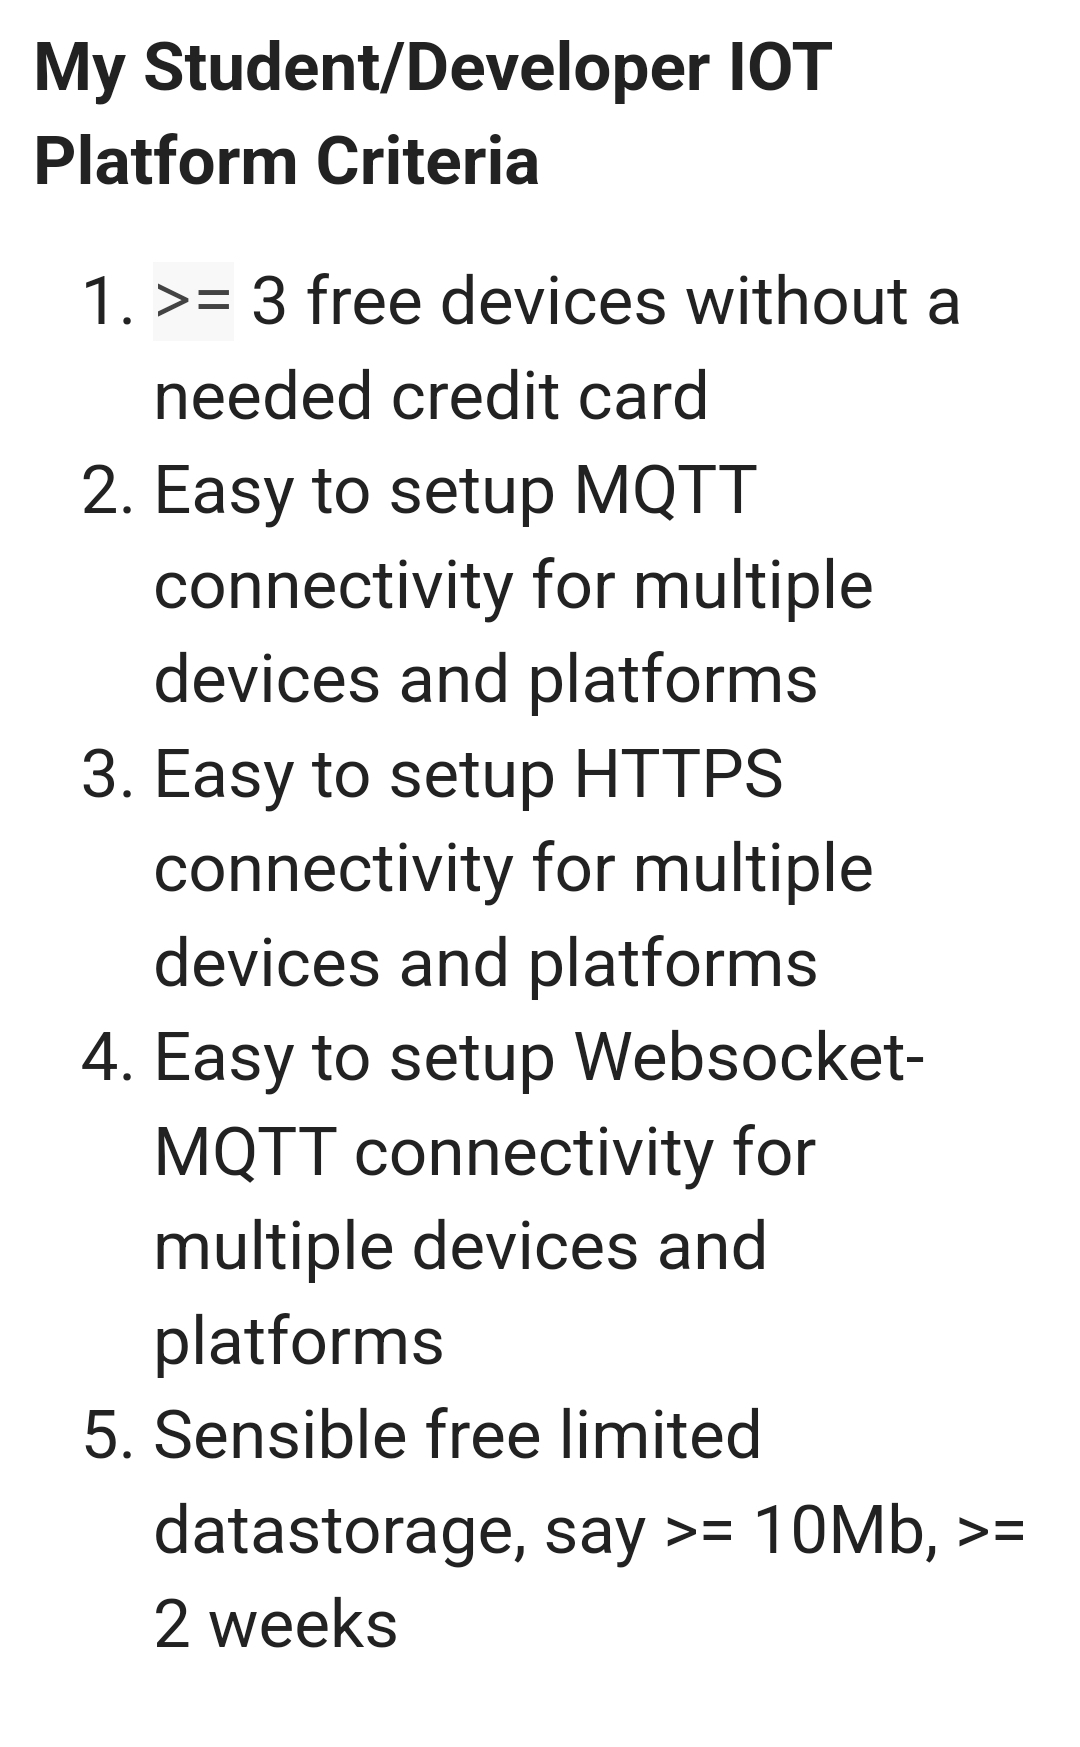 My Student/Developer IOT
Platform Criteria
1. >= 3 free devices without a
needed credit card
2. Easy to setup MQTT
connectivity for multiple
devices and platforms
3. Easy to setup HTTPS
connectivity for multiple
devices and platforms
4. Easy to setup Websocket-
MQTT connectivity for
multiple devices and
platforms
5. Sensible free limited
datastorage, say >= 10Mb, >=
2 weeks